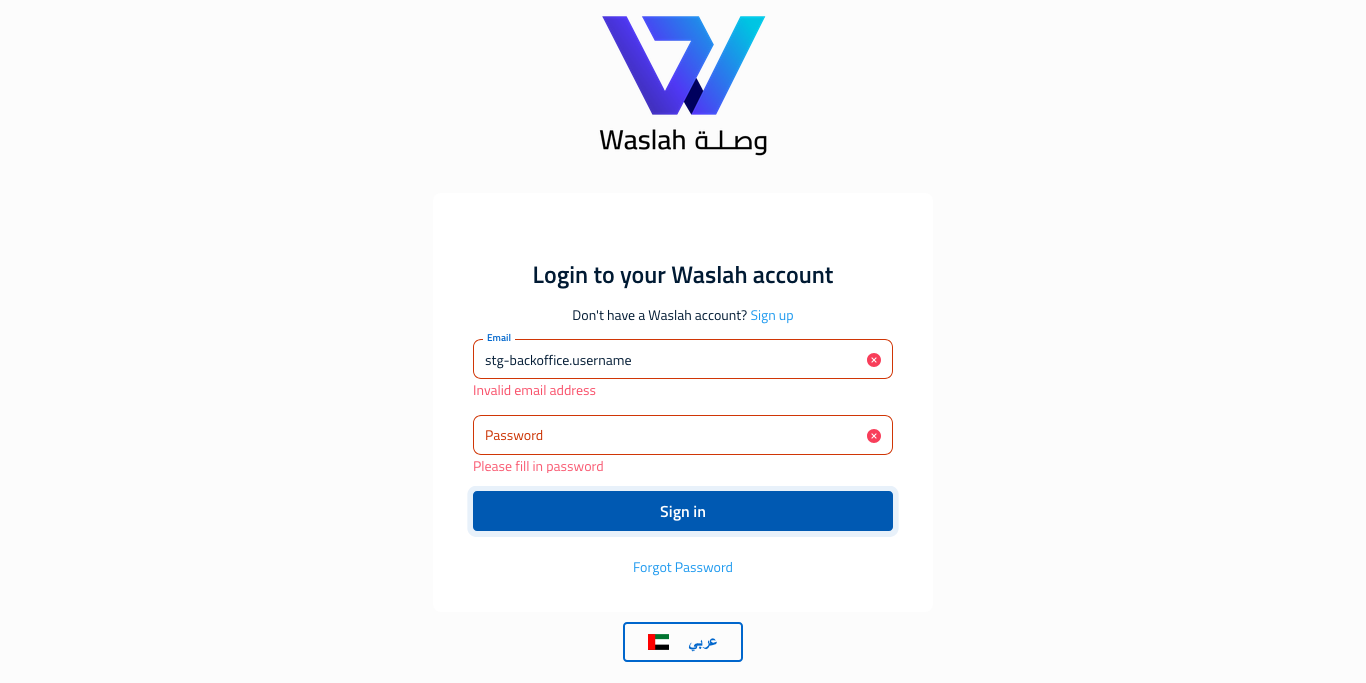 Waslah وصلة
Login to your Waslah account
Don't have a Waslah account? Sign up
Email
stg-backoffice.username
Invalid email address
Password
Please fill in password
Sign in
Forgot Password
عربي